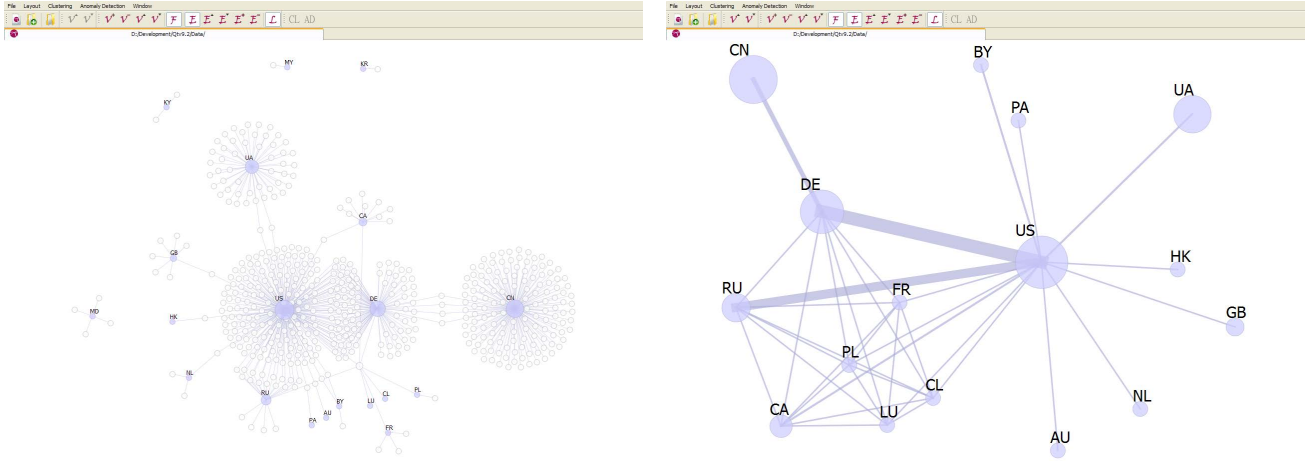 File Layout Clustering Anomaly Detection Window
CL AD
D:/Development/Qtv9.2/Data/
MY
KR
KY
UA
CA
GB
US
DE
CN
MD
HK
NL
RU
PA
AU
BY
LU
CL
PL
FR
File Layout Clustering Anomaly Detection Window
CL AD
D:/Development/Qtv9.2/Data/
CN
BY
UA
PA
DE
US
HK
RU
FR
GB
PL
CL
NL
CA
LU
AU